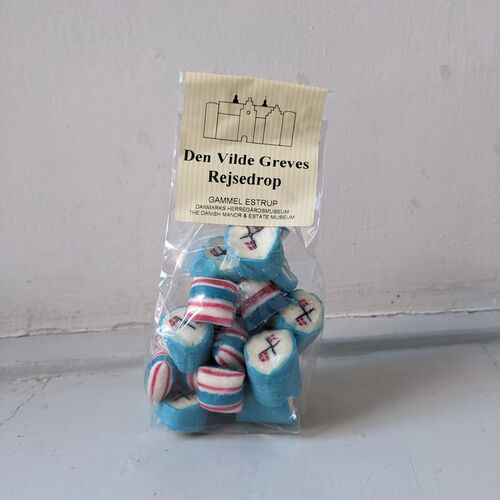 Den Vilde Greves
Rejsedrop
GAMMEL ESTRUP
DANMARKS HERREGÅRDSMUSEUM
THE DANISH MANOR & ESTATE MUSEUM